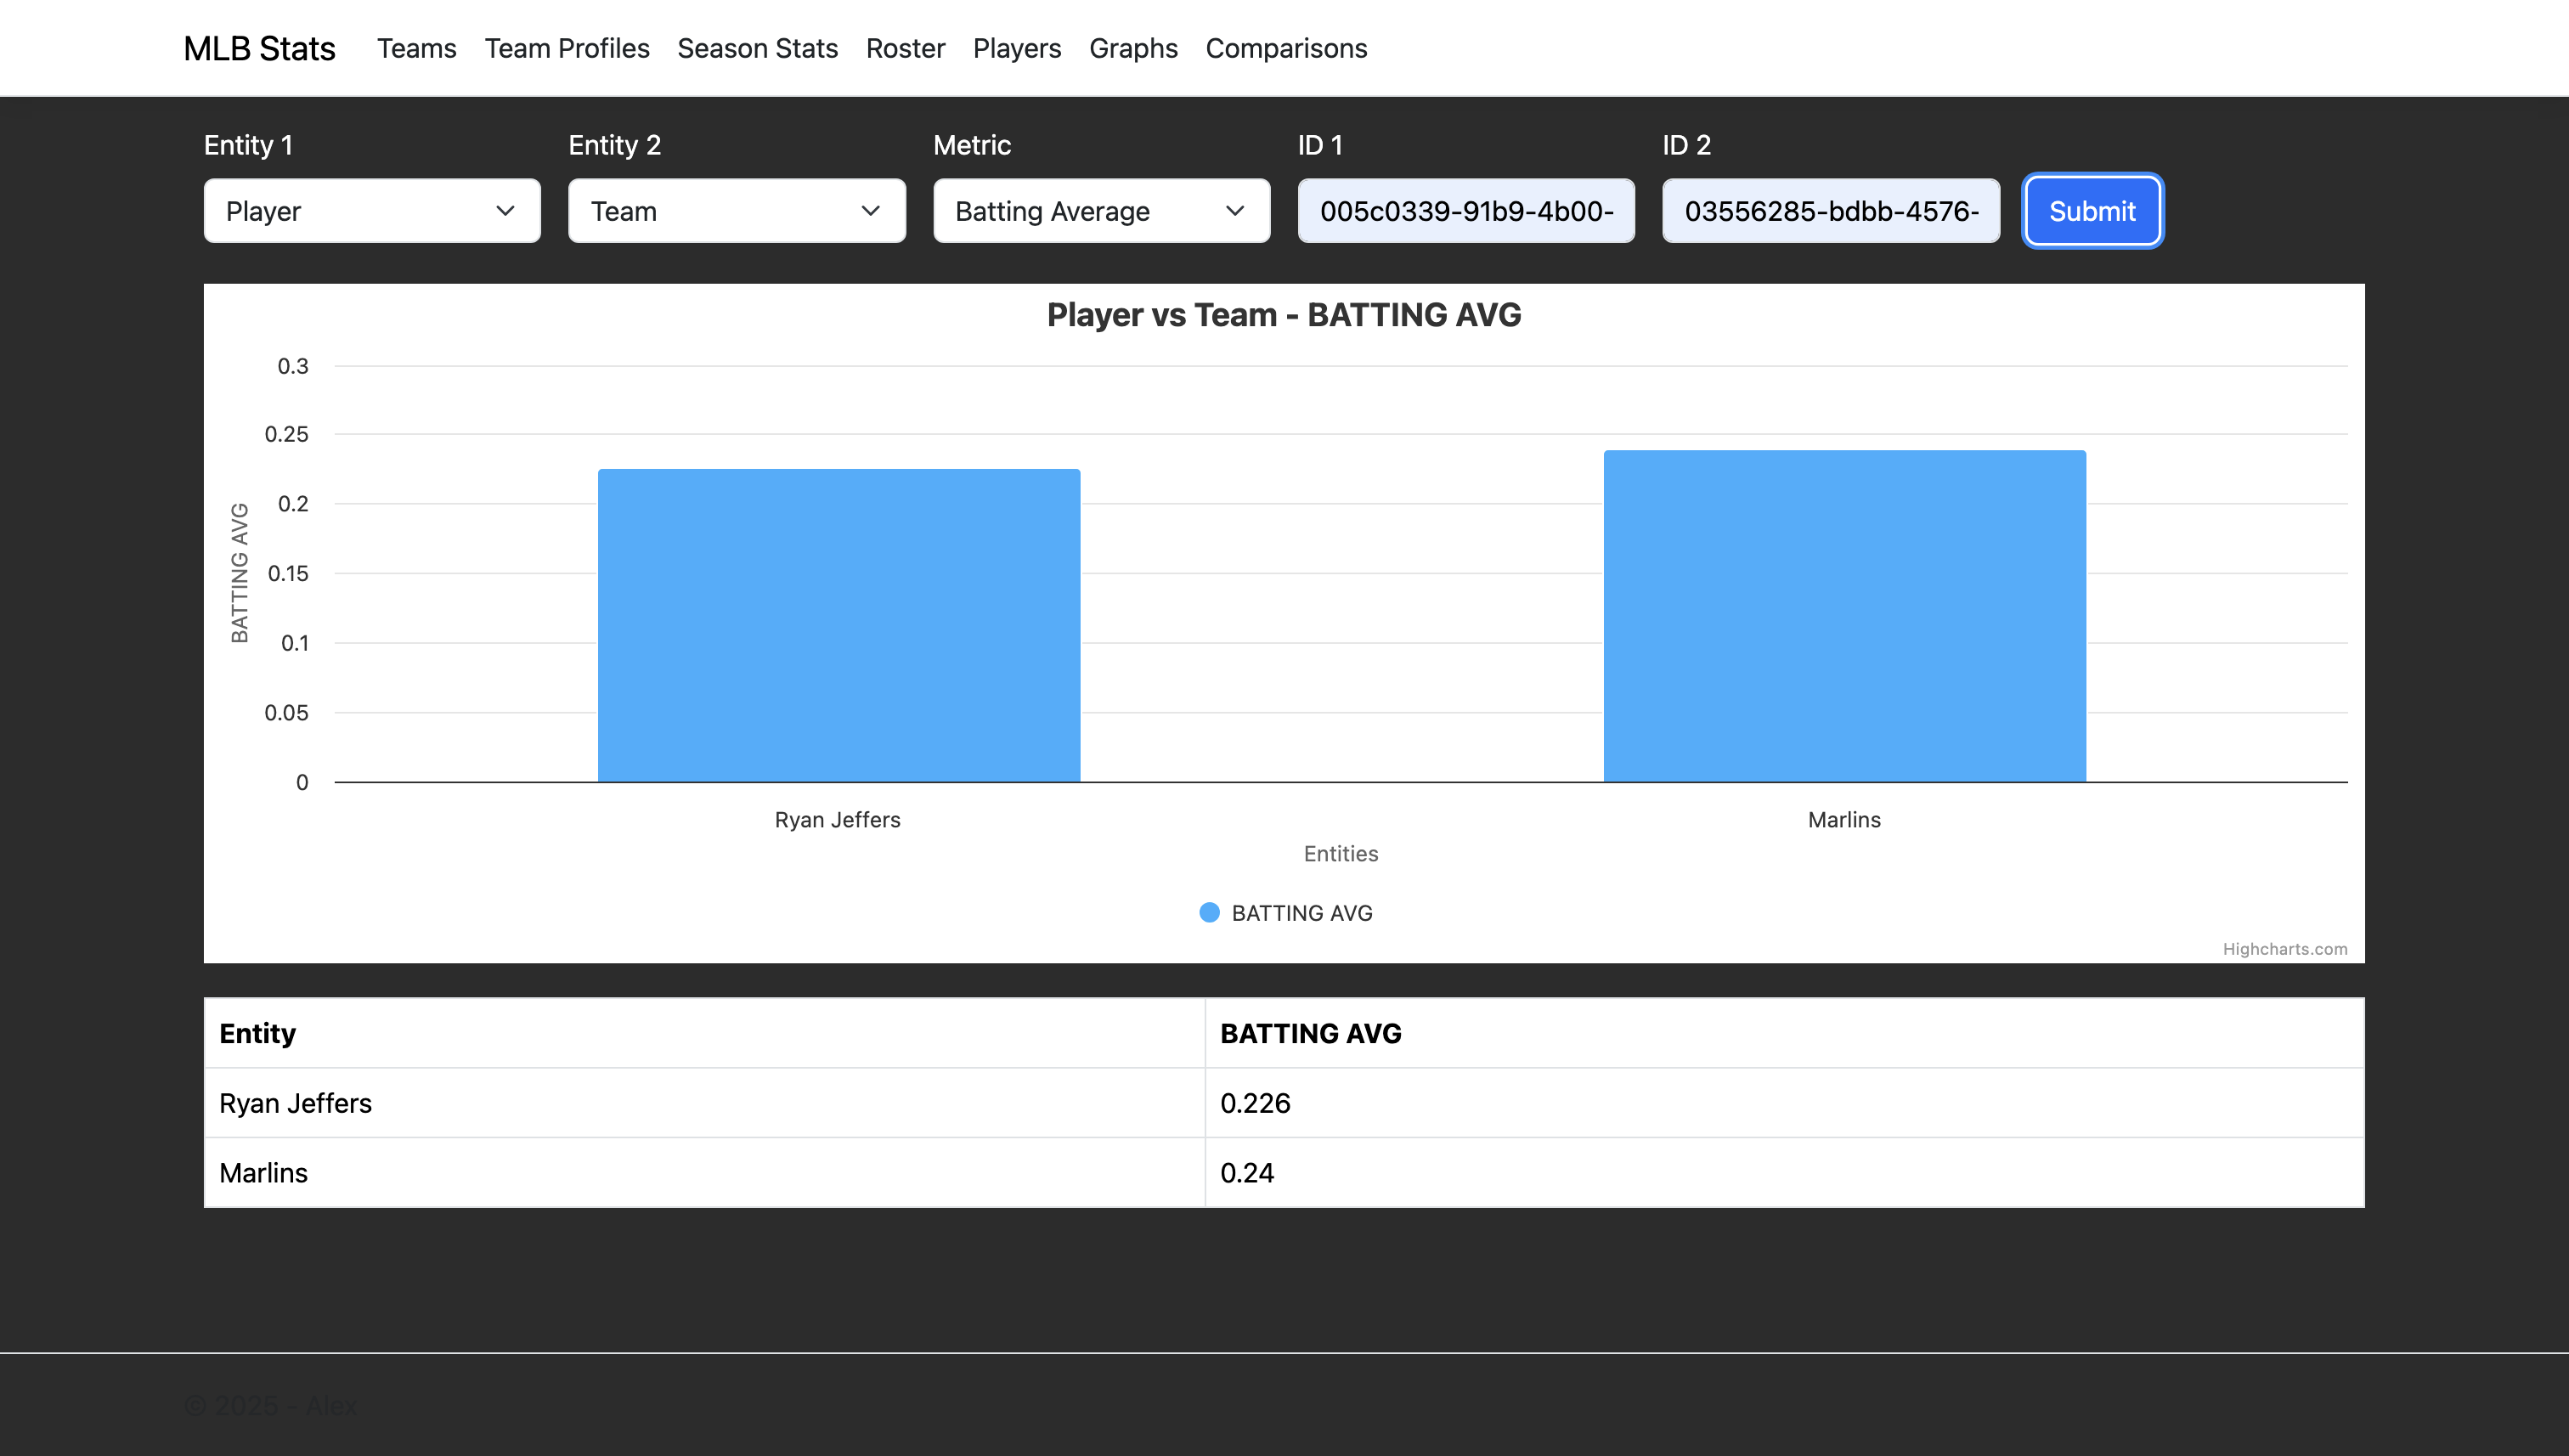 MLB Stats Teams Team Profiles Season Stats Roster Players Graphs Comparisons
Entity 1 Entity 2 Metric ID 1 ID 2
Player Team Batting Average 005c0339-91b9-4b00- 03556285-bdbb-4576- Submit
Player vs Team - BATTING AVG
0.3
0.25
0.2
0.15
0.1
0.05
0
BATTING AVG
Ryan Jeffers Marlins
Entities
BATTING AVG
Highcharts.com
Entity BATTING AVG
Ryan Jeffers 0.226
Marlins 0.24
© 2025 - Alex